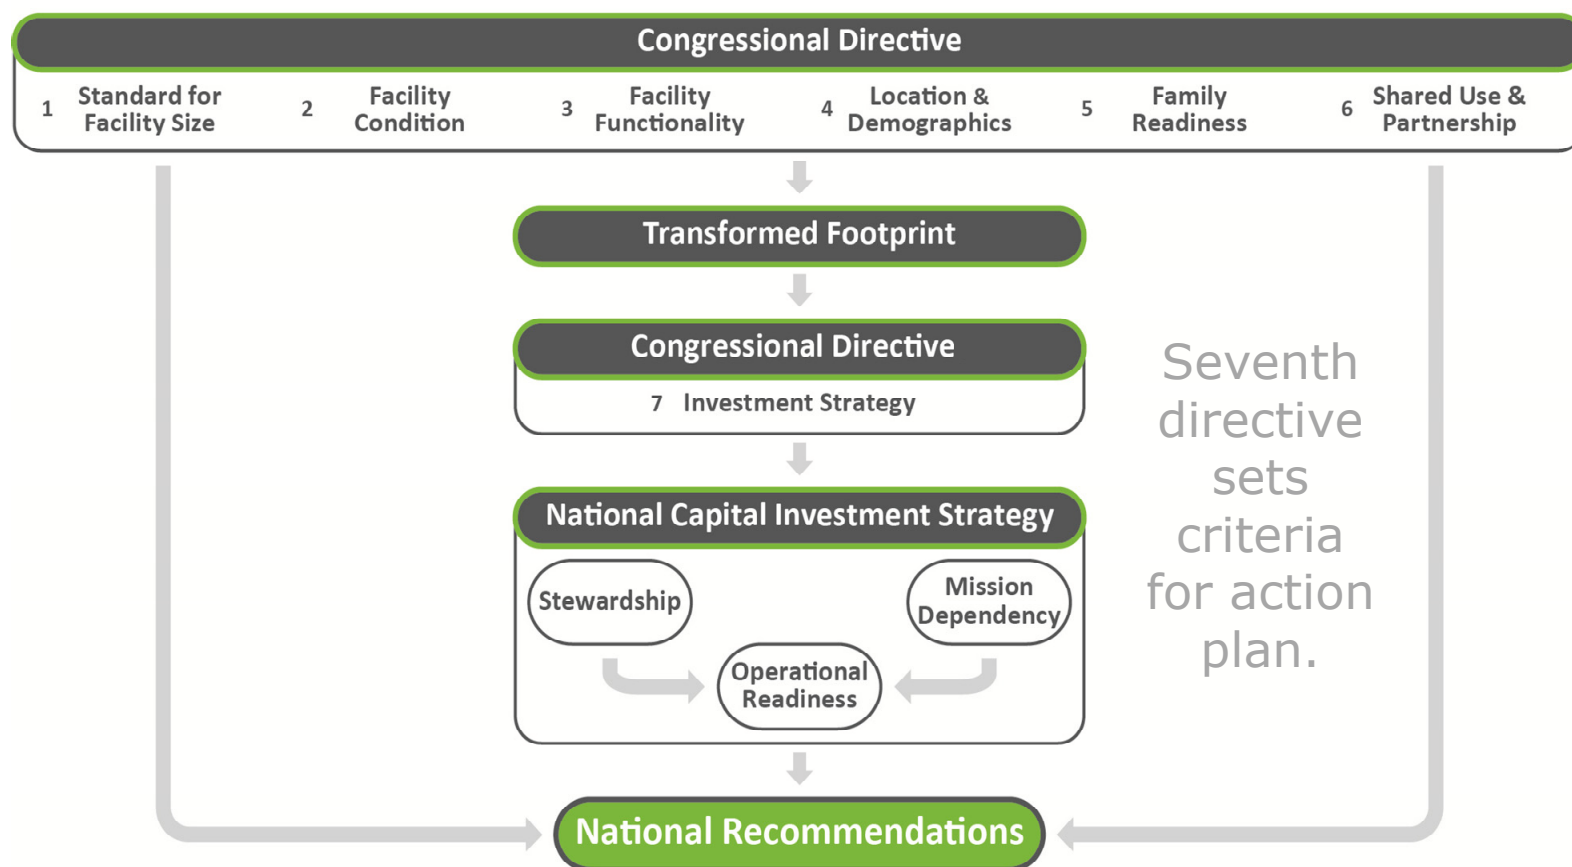 Congressional Directive
1 Standard for
Facility Size
2 Facility
Condition
3 Facility
Functionality
4 Location &
Demographics
5 Family
Readiness
6 Shared Use &
Partnership
Transformed Footprint
Congressional Directive
7 Investment Strategy
Seventh
directive
sets
criteria
for action
plan.
National Capital Investment Strategy
Stewardship
Mission
Dependency
Operational
Readiness
National Recommendations